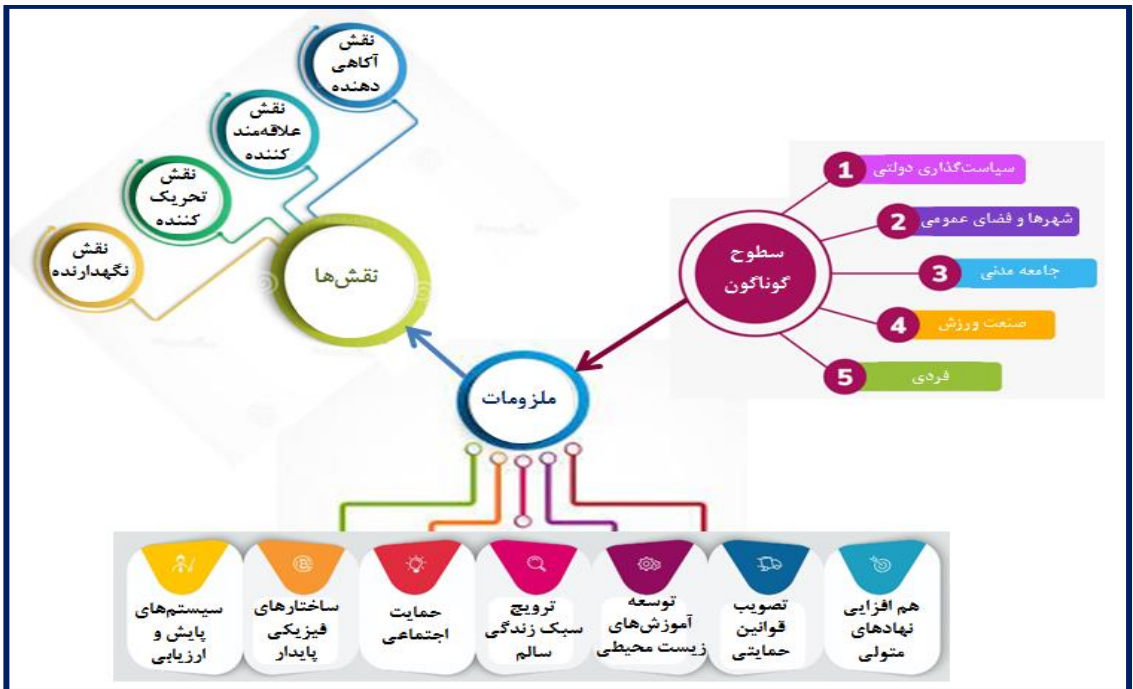 سیاست‌گذاری دولتی
1
شهرها و فضای عمومی
2
جامعه مدنی
3
صنعت ورزش
4
فردی
5
سطوح
گوناگون
ملزومات
نقش‌ها
نقش
آکاهی
دهنده
نقش
علاقه‌مند
کننده
نقش
تحریک
کننده
نقش
نگهدارنده
هم افزایی
نهادهای
متولی
تصویب
قوانین
حمایتی
توسعه
آموزش‌های
زیست محیطی
ترویج
سبک زندگی
سالم
حمایت
اجتماعی
ساختارهای
فیزیکی
پایدار
سیستم‌های
پایش و
ارزیابی